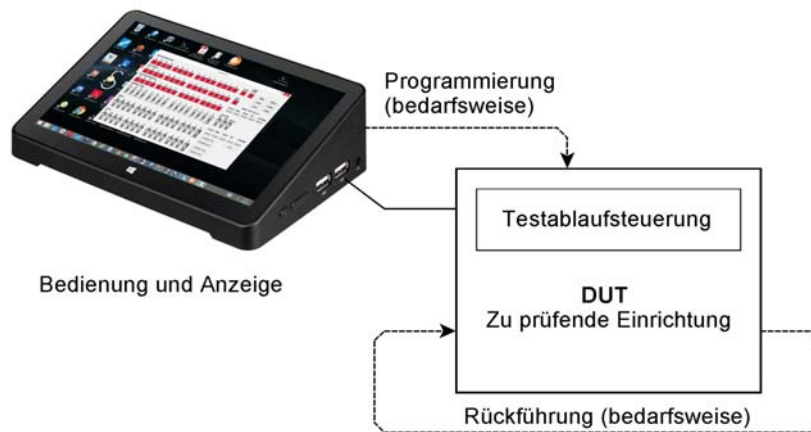 Programmierung
(bedarfsweise)
Testablaufsteuerung
Bedienung und Anzeige
DUT
Zu prüfende Einrichtung
Rückführung (bedarfsweise)